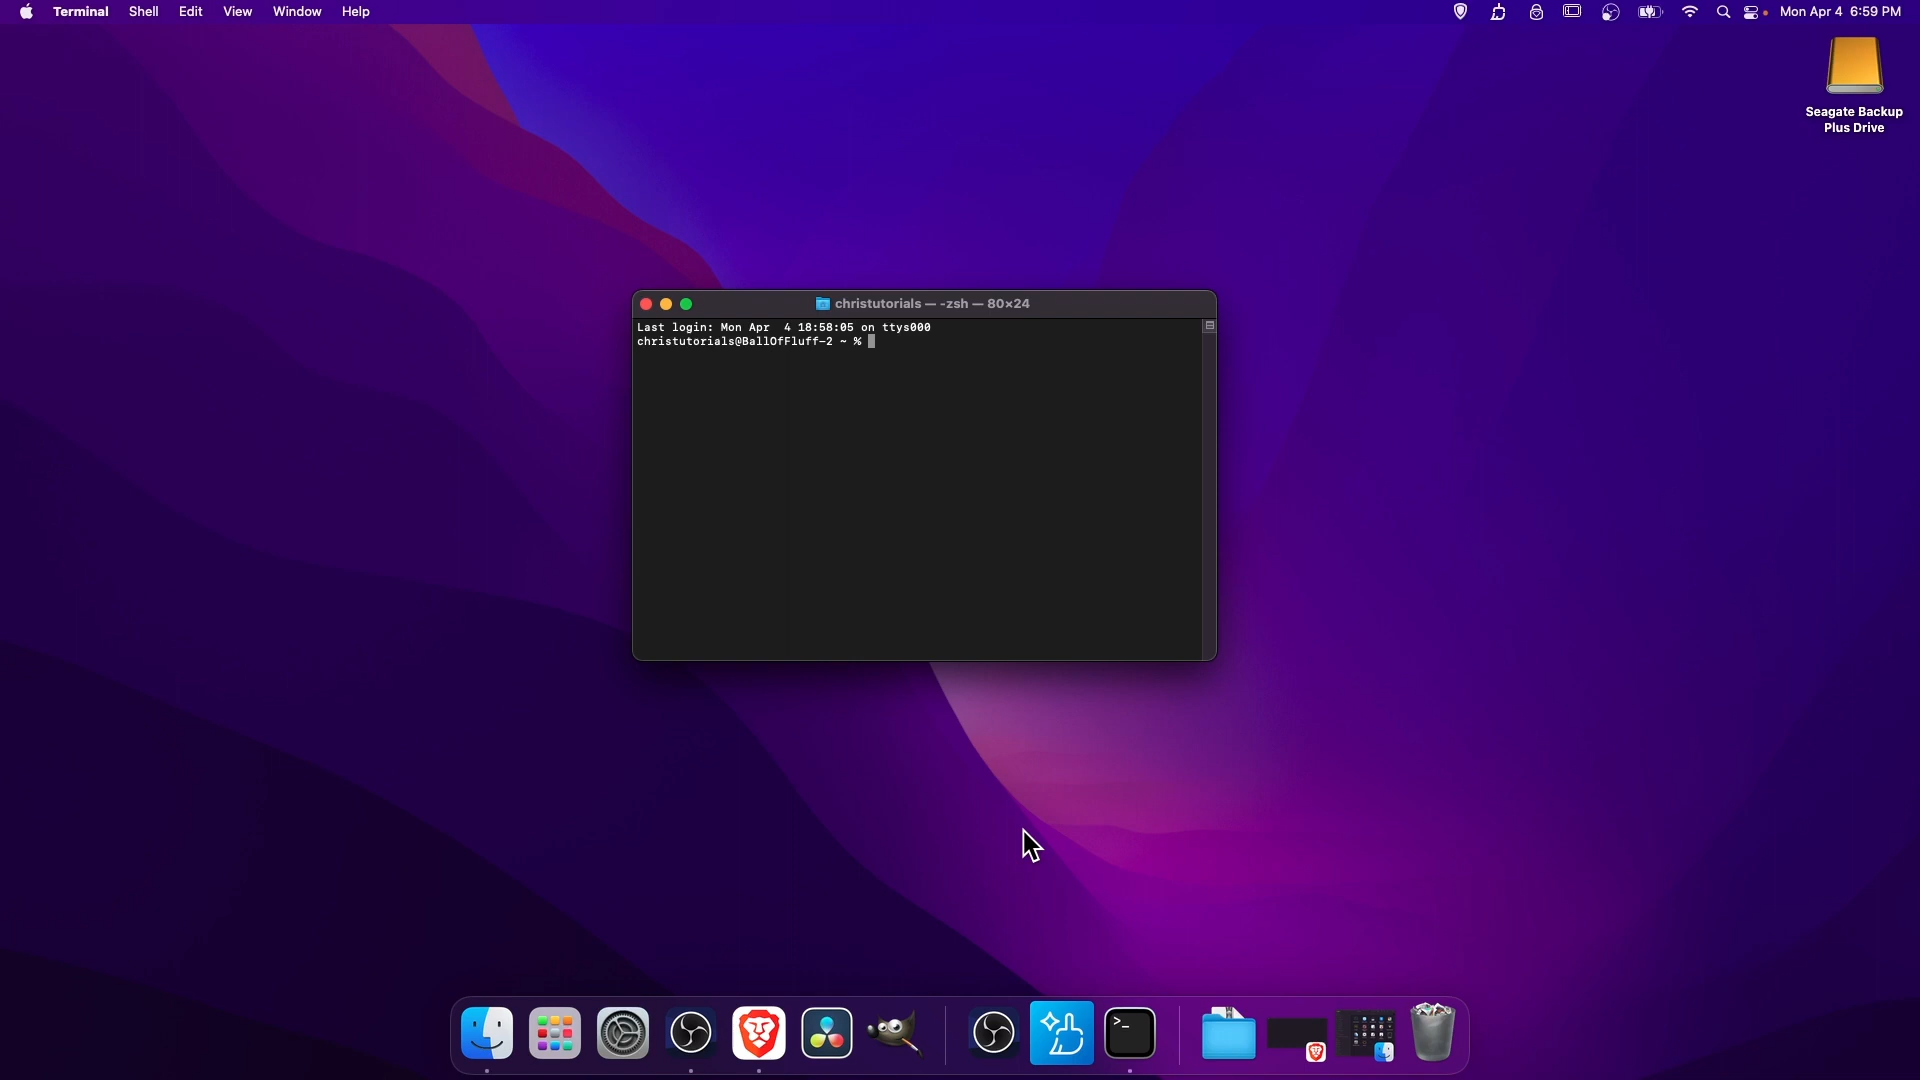 Terminal Shell Edit View Window Help Mon Apr 4 6:59 PM
Seagate Backup
Plus Drive
christutorials — -zsh — 80×24
Last login: Mon Apr  4 18:58:05 on ttys000
christutorials@BallOfFluff-2 ~ %
>_